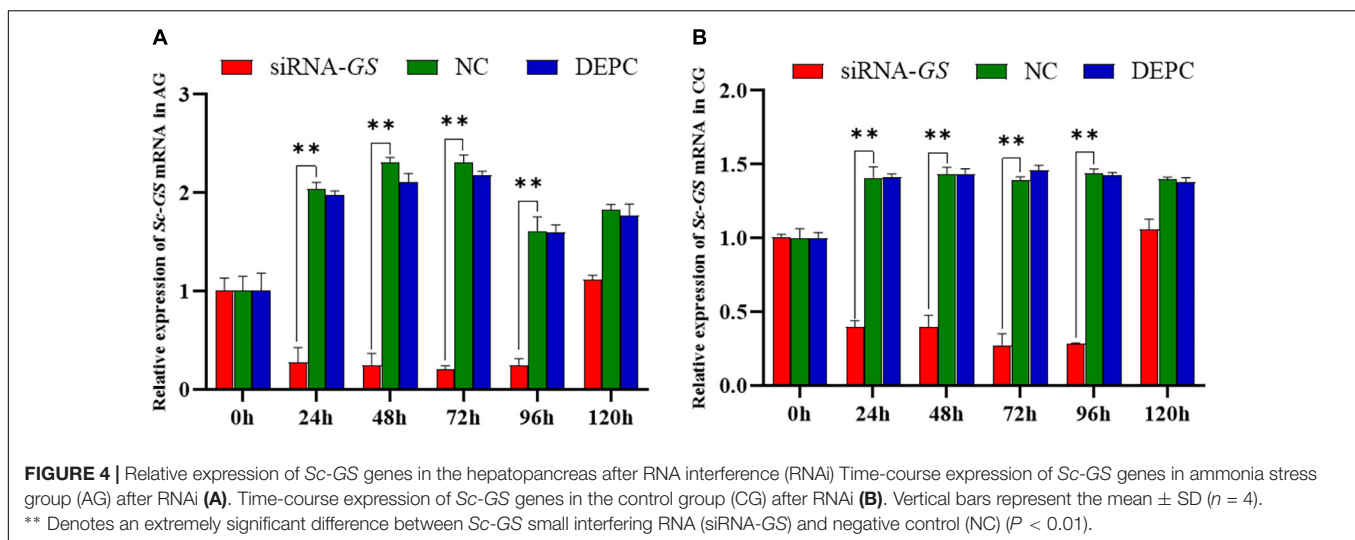 A
siRNA-GS NC DEPC
Relative expression of Sc-GS mRNA in AG
3
2
1
0
** ** ** **
0h 24h 48h 72h 96h 120h
B
siRNA-GS NC DEPC
Relative expression of Sc-GS mRNA in CG
2.0
1.5
1.0
0.5
0.0
** ** ** **
0h 24h 48h 72h 96h 120h
FIGURE 4 | Relative expression of Sc-GS genes in the hepatopancreas after RNA interference (RNAi) Time-course expression of Sc-GS genes in ammonia stress
group (AG) after RNAi (A). Time-course expression of Sc-GS genes in the control group (CG) after RNAi (B). Vertical bars represent the mean ± SD (n = 4).
** Denotes an extremely significant difference between Sc-GS small interfering RNA (siRNA-GS) and negative control (NC) (P < 0.01).